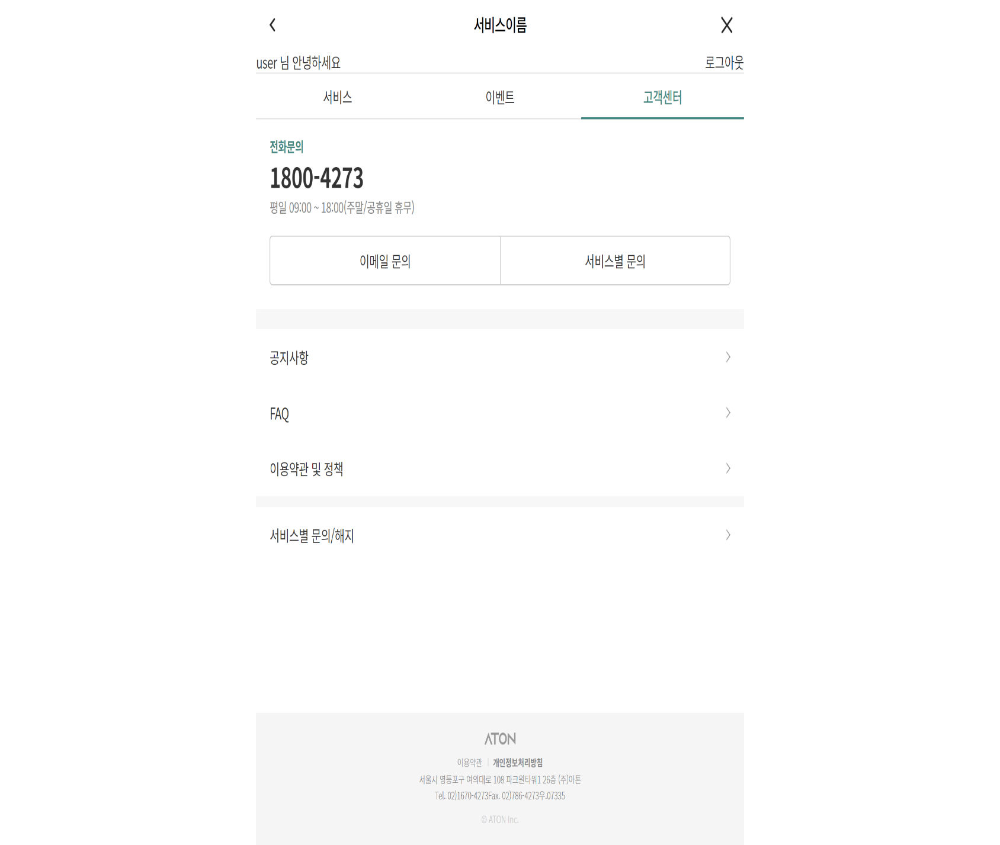 서비스이름
user 님 안녕하세요 로그아웃
서비스 이벤트 고객센터
전화문의
1800-4273
평일 09:00 ~ 18:00(주말/공휴일 휴무)
이메일 문의 서비스별 문의
공지사항
FAQ
이용약관 및 정책
서비스별 문의/해지
ATON
이용약관 개인정보처리방침
서울시 영등포구 여의대로 108 파크원타워1 26층 (주)아톤
Tel. 02)1670-4273Fax. 02)786-4273우.07335
© ATON Inc.